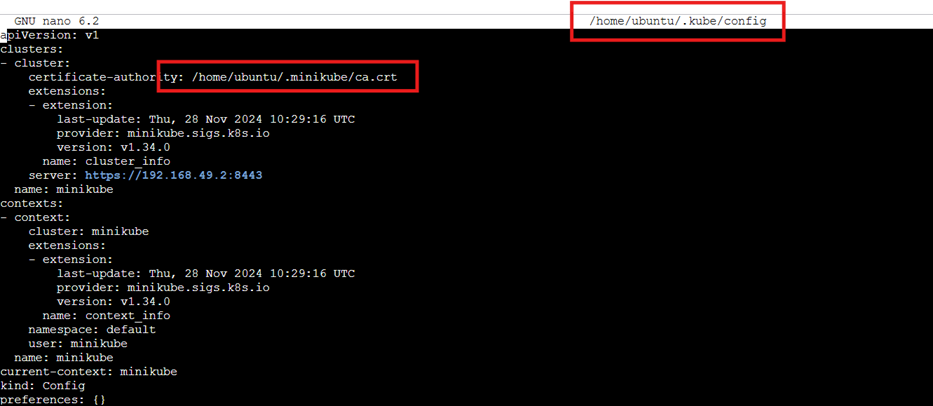 GNU nano 6.2 /home/ubuntu/.kube/config
apiVersion: v1
clusters:
- cluster:
    certificate-authority: /home/ubuntu/.minikube/ca.crt
    extensions:
    - extension:
        last-update: Thu, 28 Nov 2024 10:29:16 UTC
        provider: minikube.sigs.k8s.io
        version: v1.34.0
      name: cluster_info
    server: https://192.168.49.2:8443
  name: minikube
contexts:
- context:
    cluster: minikube
    extensions:
    - extension:
        last-update: Thu, 28 Nov 2024 10:29:16 UTC
        provider: minikube.sigs.k8s.io
        version: v1.34.0
      name: context_info
    namespace: default
    user: minikube
  name: minikube
current-context: minikube
kind: Config
preferences: {}